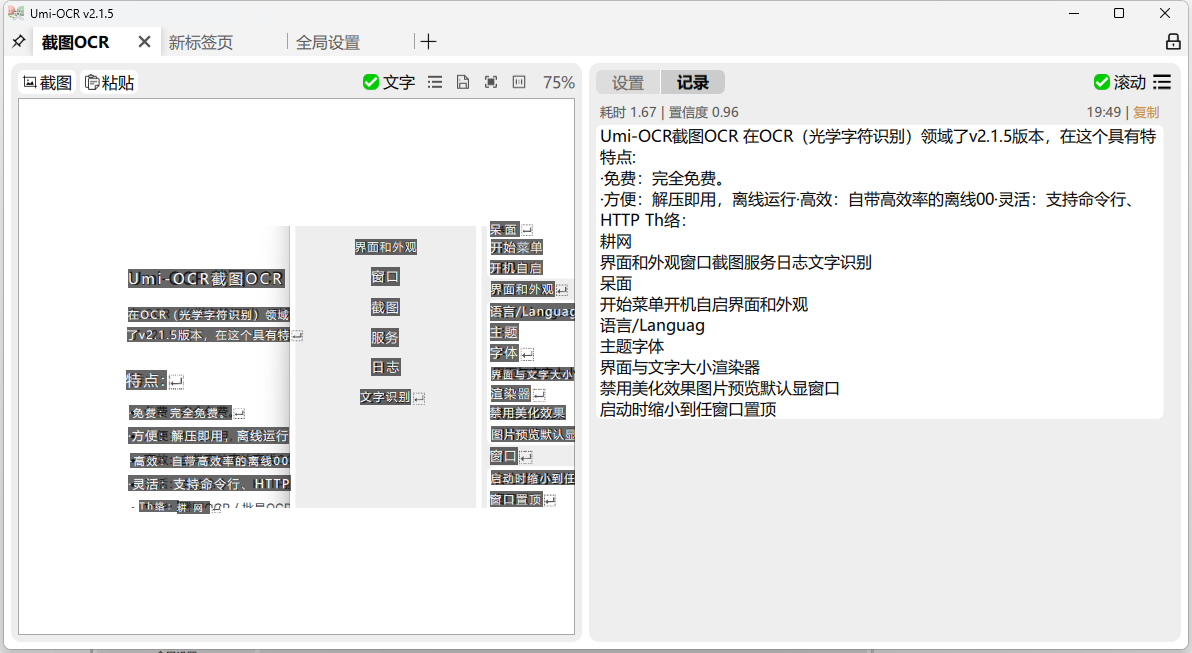 Umi-OCR v2.1.5
截图OCR
新标签页
全局设置
截图
粘贴
文字
75%
Umi-OCR截图OCR
在OCR（光学字符识别）领域
了v2.1.5版本，在这个具有特
特点:
·免费：完全免费。
·方便：解压即用，离线运行
·高效：自带高效率的离线00
·灵活：支持命令行、HTTP
Th络：耕网
界面和外观
窗口
截图
服务
日志
文字识别
呆面
开始菜单
开机自启
界面和外观
语言/Languag
主题
字体
界面与文字大小
渲染器
禁用美化效果
图片预览默认显
窗口
启动时缩小到任
窗口置顶
设置
记录
滚动
耗时 1.67 | 置信度 0.96
19:49 | 复制
Umi-OCR截图OCR 在OCR（光学字符识别）领域了v2.1.5版本，在这个具有特
特点:
·免费：完全免费。
·方便：解压即用，离线运行·高效：自带高效率的离线00·灵活：支持命令行、
HTTP Th络：
耕网
界面和外观窗口截图服务日志文字识别
呆面
开始菜单开机自启界面和外观
语言/Languag
主题字体
界面与文字大小渲染器
禁用美化效果图片预览默认显窗口
启动时缩小到任窗口置顶